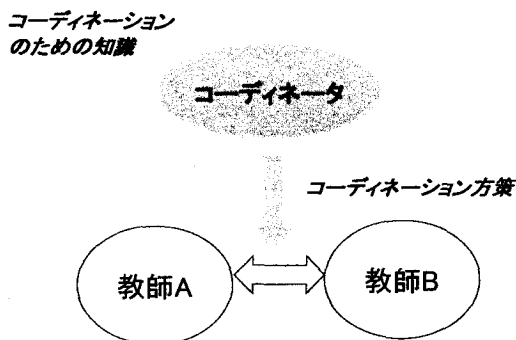 コーディネーション
のための知識
コーディネータ
コーディネーション方策
教師A
教師B